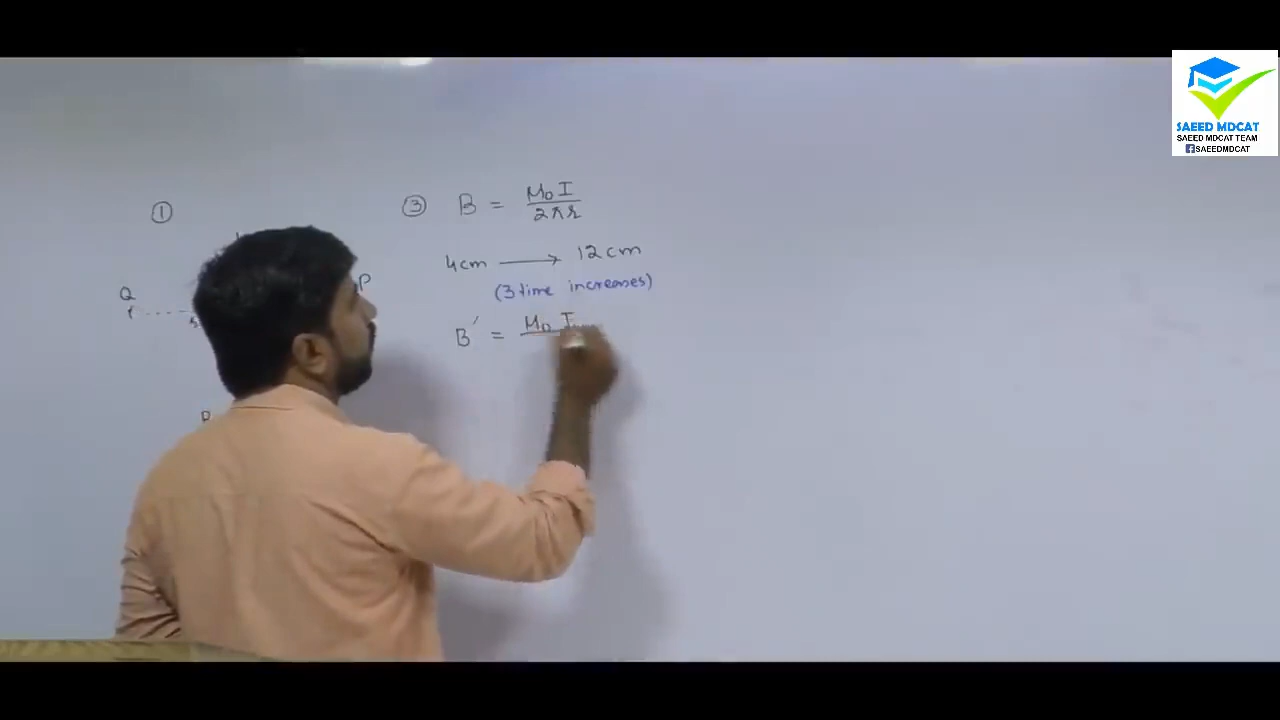 SAEED MDCAT
SAEED MDCAT TEAM
SAEEDMDCAT
①
Q
P
③ B = μ₀I / 2πr
4cm ⟶ 12cm
(3 time increases)
B' = μ₀ I